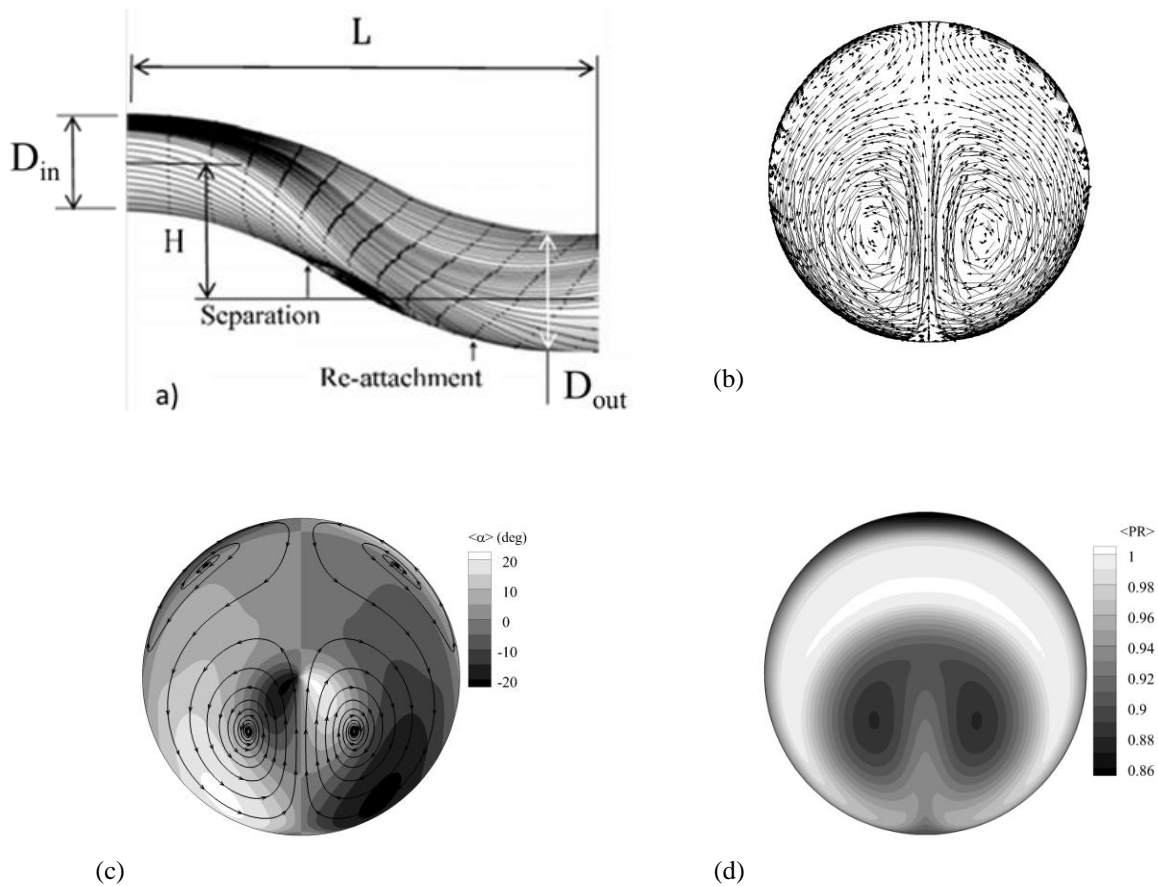 L
D in
H
Separation
Re-attachment
D out
a)
(b)
<α> (deg)
20
10
0
-10
-20
(c)
<PR>
1
0.98
0.96
0.94
0.92
0.9
0.88
0.86
(d)